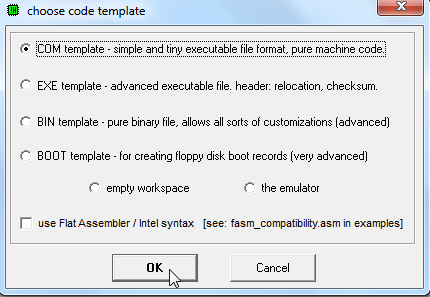 choose code template
COM template - simple and tiny executable file format, pure machine code.
EXE template - advanced executable file. header: relocation, checksum.
BIN template - pure binary file, allows all sorts of customizations (advanced)
BOOT template - for creating floppy disk boot records (very advanced)
empty workspace the emulator
use Flat Assembler / Intel syntax [see: fasm_compatibility.asm in examples]
OK Cancel